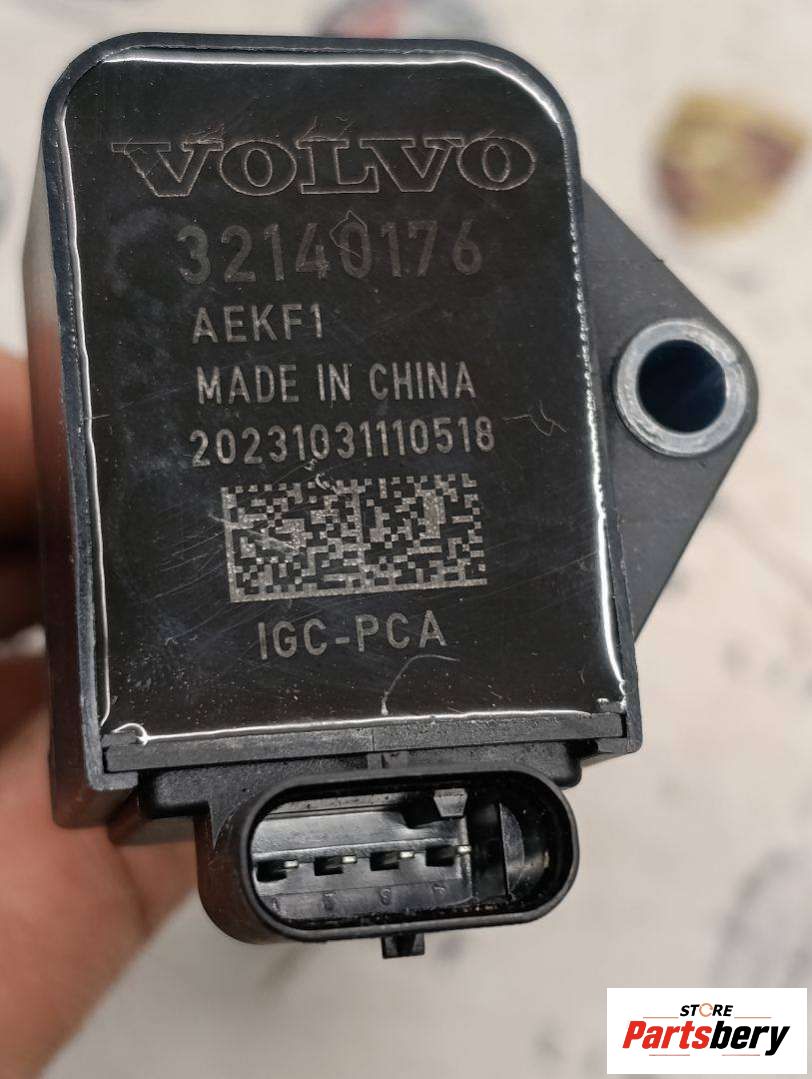 VOLVO
32140176
AEKF1
MADE IN CHINA
20231031110518
IGC-PCA
STORE
Partsbery